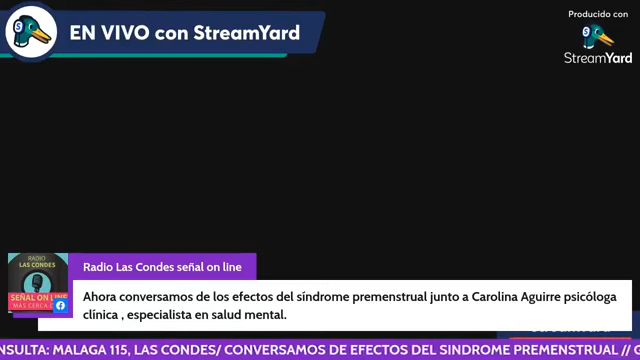 EN VIVO con StreamYard
Producido con
StreamYard
RADIO
LAS CONDES
Radio Las Condes señal on line
Ahora conversamos de los efectos del síndrome premenstrual junto a Carolina Aguirre psicóloga
clínica , especialista en salud mental.
NSULTA: MALAGA 115, LAS CONDES/ CONVERSAMOS DE EFECTOS DEL SINDROME PREMENSTRUAL // C